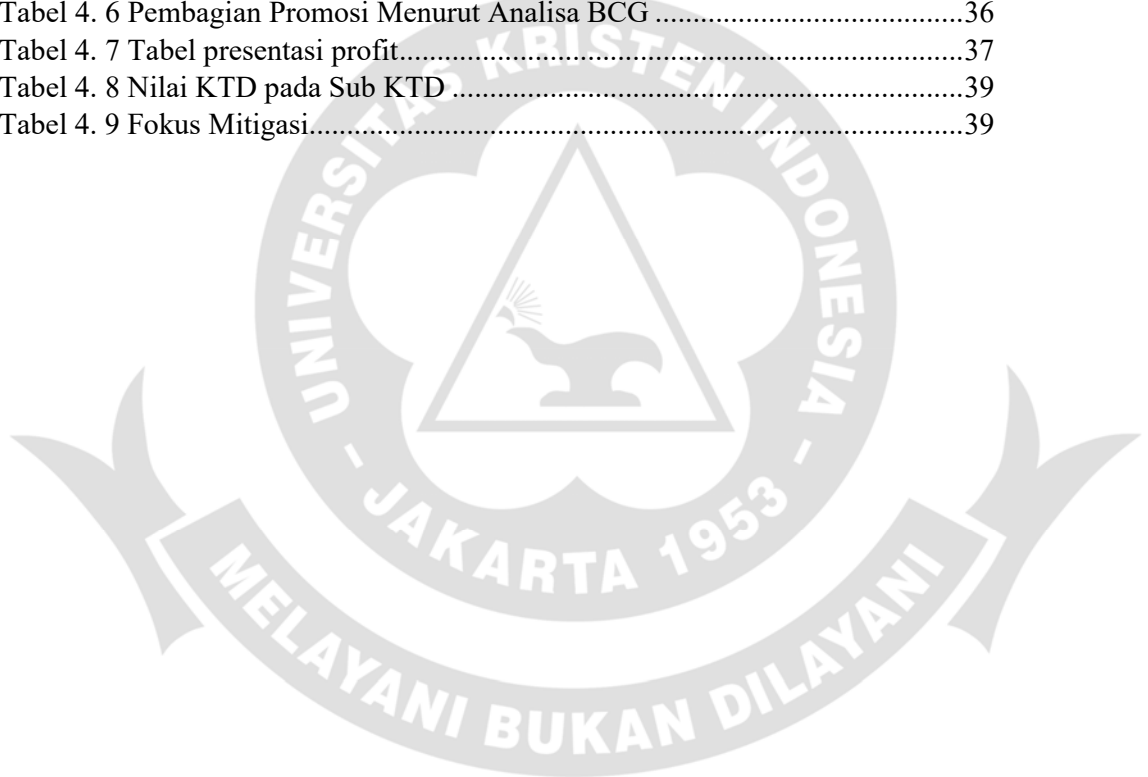 Tabel 4. 6 Pembagian Promosi Menurut Analisa BCG ........................................36
Tabel 4. 7 Tabel presentasi profit...........................................................................37
Tabel 4. 8 Nilai KTD pada Sub KTD ....................................................................39
Tabel 4. 9 Fokus Mitigasi.......................................................................................39
UNIVERSITAS KRISTEN INDONESIA
- JAKARTA 1953 -
MELAYANI BUKAN DILAYANI